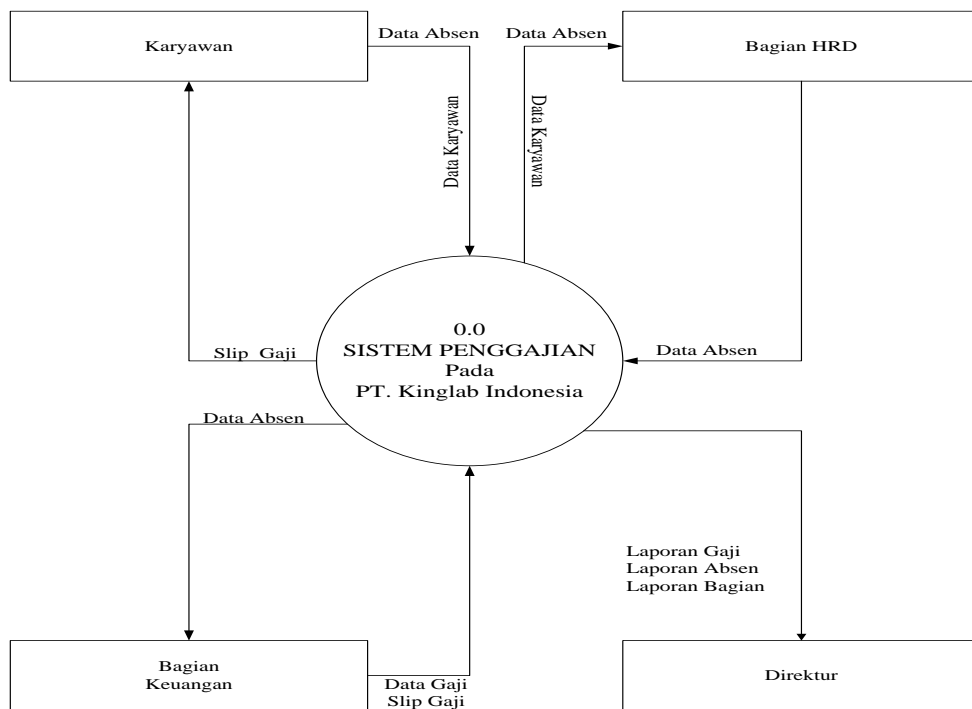 Karyawan
Data Absen
Data Absen
Bagian HRD
Data Karyawan
Data Karyawan
0.0
SISTEM PENGGAJIAN
Pada
PT. Kinglab Indonesia
Slip Gaji
Data Absen
Data Absen
Laporan Gaji
Laporan Absen
Laporan Bagian
Bagian
Keuangan
Data Gaji
Slip Gaji
Direktur